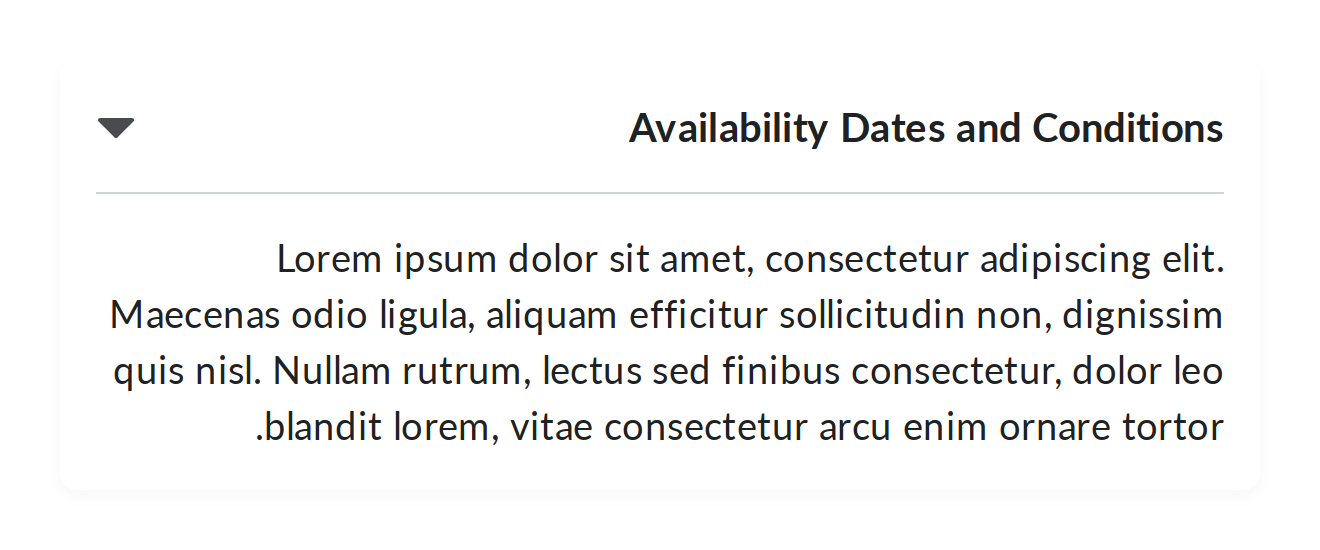 Availability Dates and Conditions
Lorem ipsum dolor sit amet, consectetur adipiscing elit.
Maecenas odio ligula, aliquam efficitur sollicitudin non, dignissim
quis nisl. Nullam rutrum, lectus sed finibus consectetur, dolor leo
.blandit lorem, vitae consectetur arcu enim ornare tortor